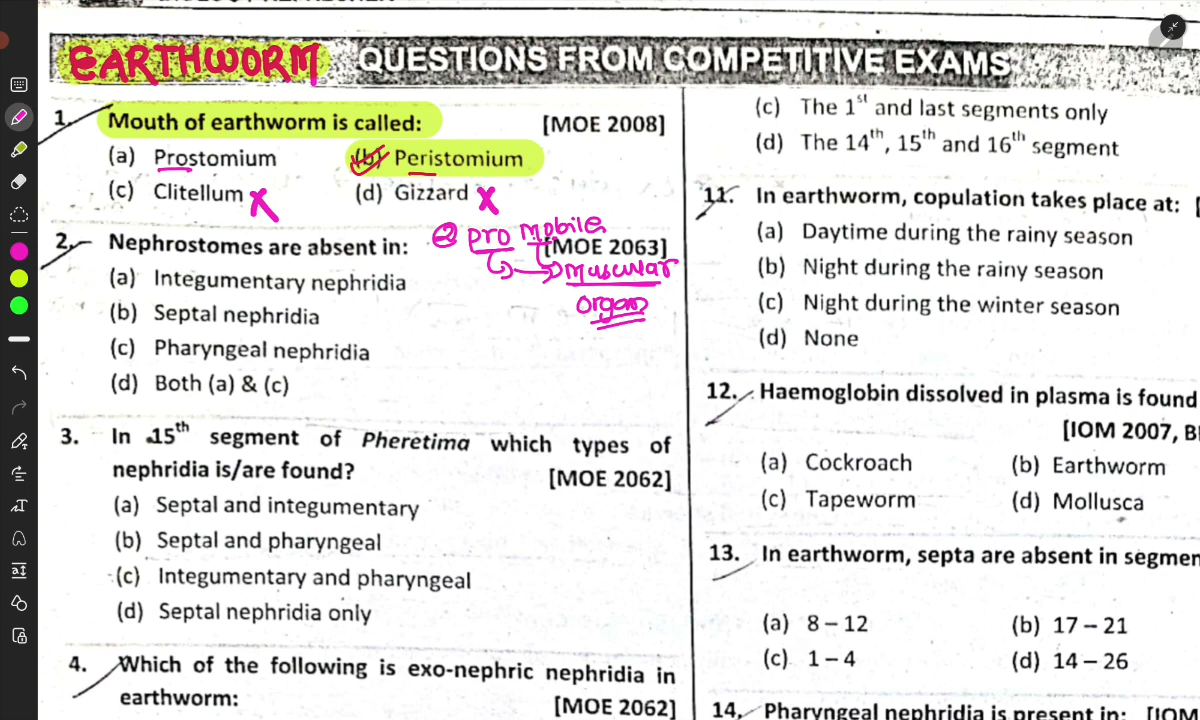 EARTHWORM QUESTIONS FROM COMPETITIVE EXAMS
1. Mouth of earthworm is called: [MOE 2008]
(a) Prostomium (b) Peristomium
(c) Clitellum X (d) Gizzard X
pro mobile
muscular
organ
2. Nephrostomes are absent in: [MOE 2063]
(a) Integumentary nephridia
(b) Septal nephridia
(c) Pharyngeal nephridia
(d) Both (a) & (c)
3. In 15th segment of Pheretima which types of
nephridia is/are found? [MOE 2062]
(a) Septal and integumentary
(b) Septal and pharyngeal
(c) Integumentary and pharyngeal
(d) Septal nephridia only
4. Which of the following is exo-nephric nephridia in
earthworm: [MOE 2062]
(c) The 1st and last segments only
(d) The 14th, 15th and 16th segment
11. In earthworm, copulation takes place at: [
(a) Daytime during the rainy season
(b) Night during the rainy season
(c) Night during the winter season
(d) None
12. Haemoglobin dissolved in plasma is found
[IOM 2007, B
(a) Cockroach (b) Earthworm
(c) Tapeworm (d) Mollusca
13. In earthworm, septa are absent in segmen
(a) 8 – 12 (b) 17 – 21
(c) 1 – 4 (d) 14 – 26
14. Pharyngeal nephridia is present in: [IOM